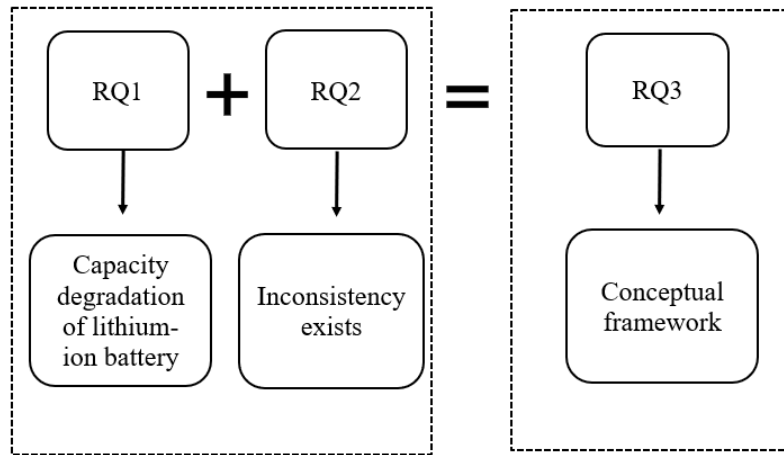 RQ1
+
RQ2
=
RQ3
Capacity
degradation
of lithium-
ion battery
Inconsistency
exists
Conceptual
framework